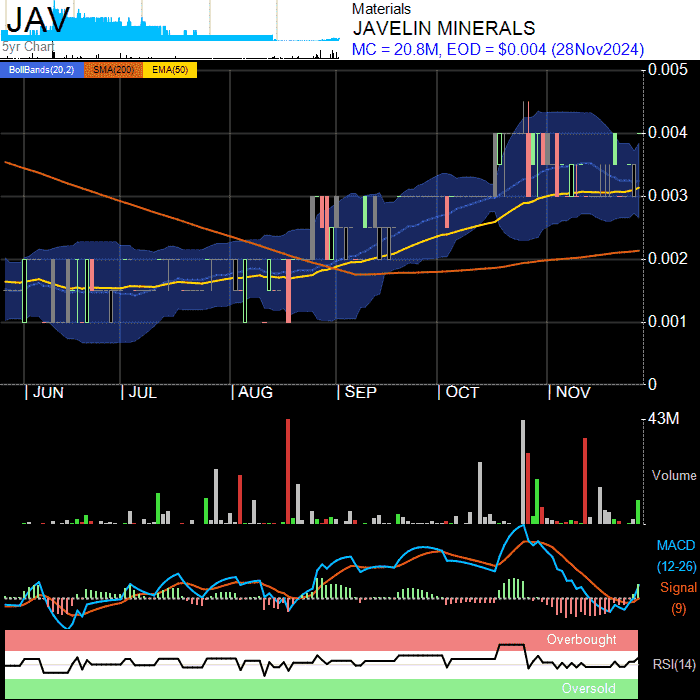 JAV
5yr Chart
Materials
JAVELIN MINERALS
MC = 20.8M, EOD = $0.004 (28Nov2024)
BollBands(20,2) SMA(200) EMA(50)
0.005
0.004
0.003
0.002
0.001
0
JUN JUL AUG SEP OCT NOV
43M
Volume
MACD
(12-26)
Signal
(9)
Overbought
RSI(14)
Oversold